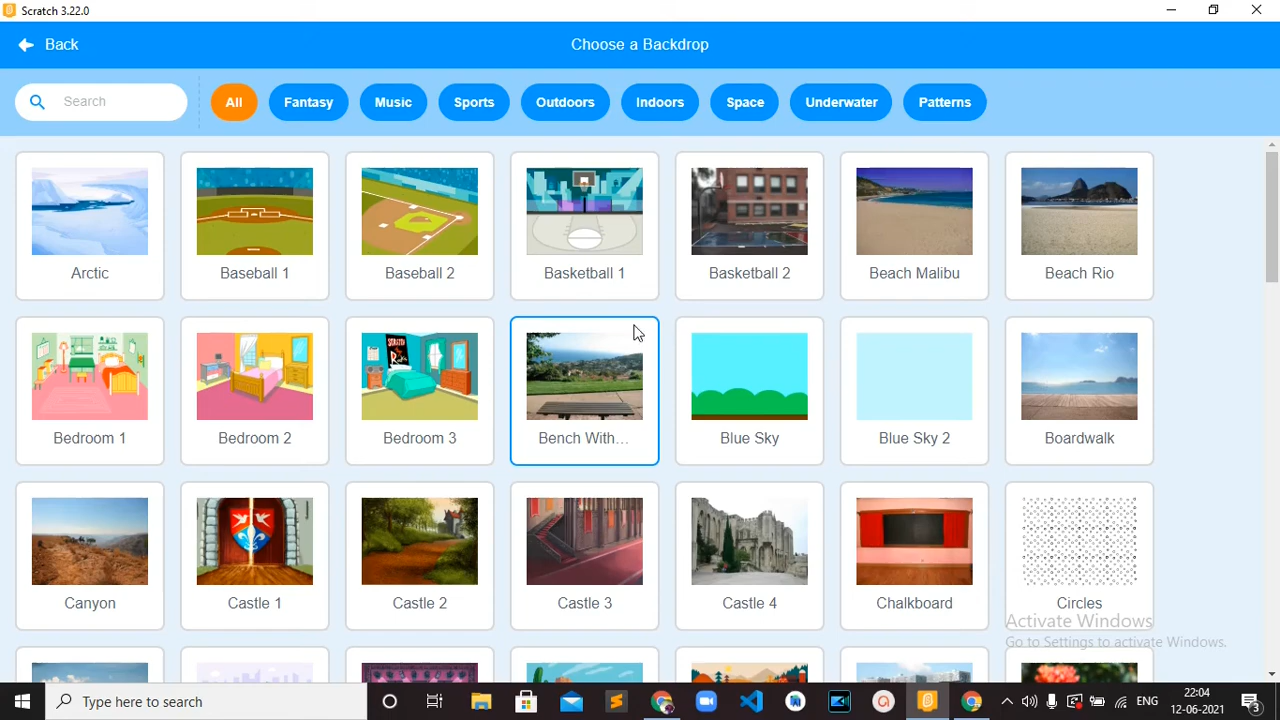 Scratch 3.22.0
Back
Choose a Backdrop
Search
All
Fantasy
Music
Sports
Outdoors
Indoors
Space
Underwater
Patterns
Arctic
Baseball 1
Baseball 2
Basketball 1
Basketball 2
Beach Malibu
Beach Rio
Bedroom 1
Bedroom 2
Bedroom 3
Bench With...
Blue Sky
Blue Sky 2
Boardwalk
Canyon
Castle 1
Castle 2
Castle 3
Castle 4
Chalkboard
Circles
Activate Windows
Go to Settings to activate Windows.
Type here to search
ENG
22:04
12-06-2021
3